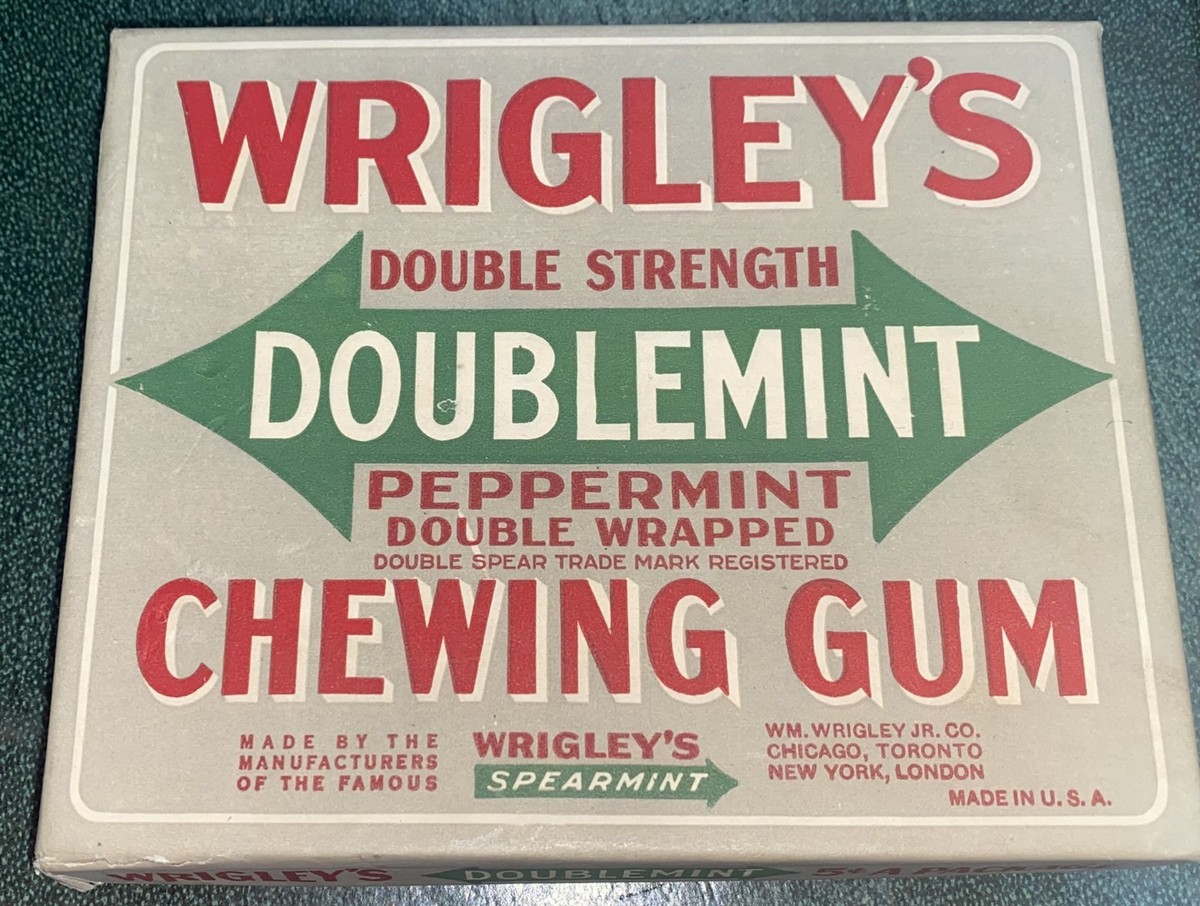 WRIGLEY'S
DOUBLE STRENGTH
DOUBLEMINT
PEPPERMINT
DOUBLE WRAPPED
DOUBLE SPEAR TRADE MARK REGISTERED
CHEWING GUM
MADE BY THE
MANUFACTURERS
OF THE FAMOUS
WRIGLEY'S
SPEARMINT
WM. WRIGLEY JR. CO.
CHICAGO, TORONTO
NEW YORK, LONDON
MADE IN U. S. A.
WRIGLEY'S DOUBLEMINT 5¢ A